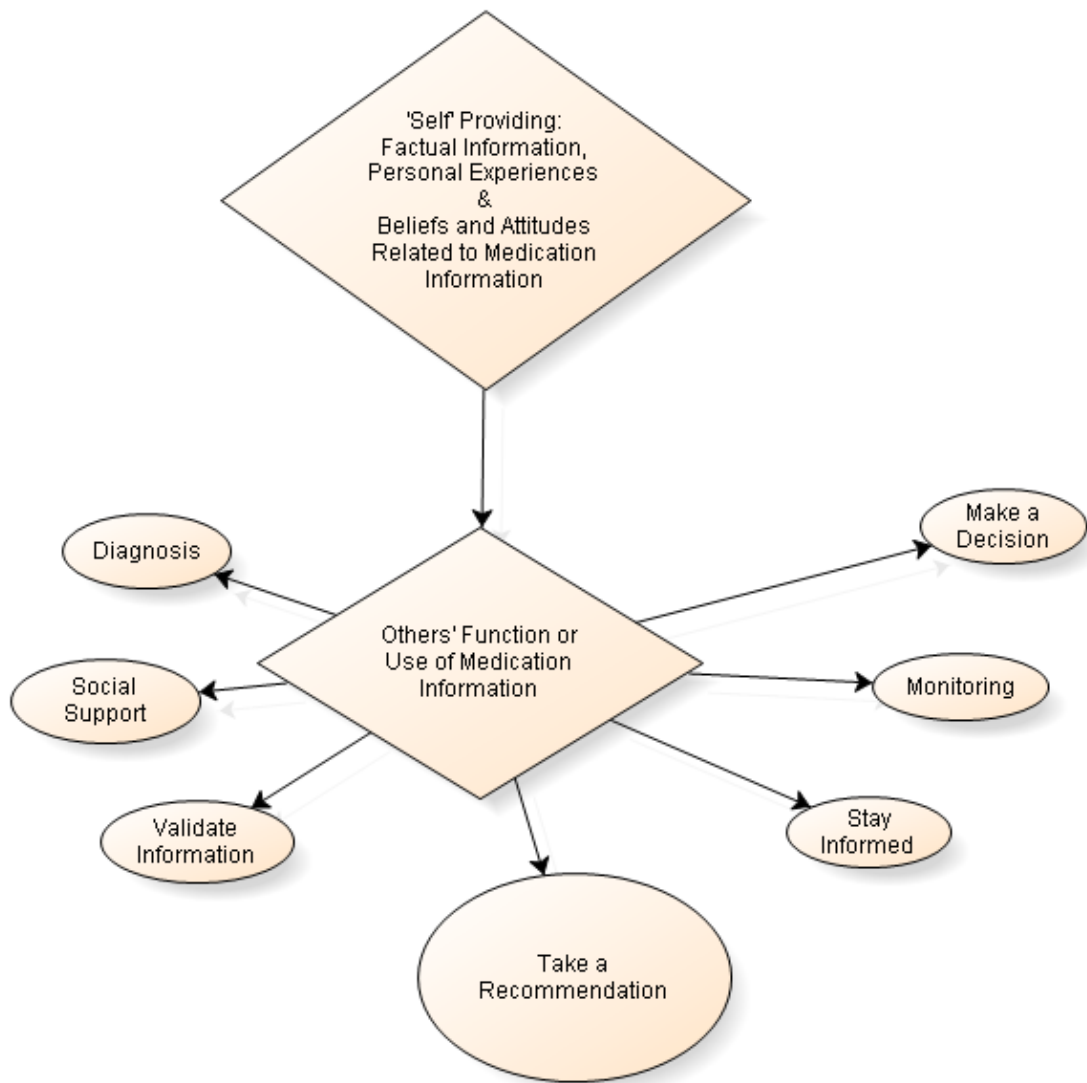 'Self' Providing:
Factual Information,
Personal Experiences
&
Beliefs and Attitudes
Related to Medication
Information
Make a
Decision
Diagnosis
Others' Function or
Use of Medication
Information
Social
Support
Monitoring
Validate
Information
Stay
Informed
Take a
Recommendation